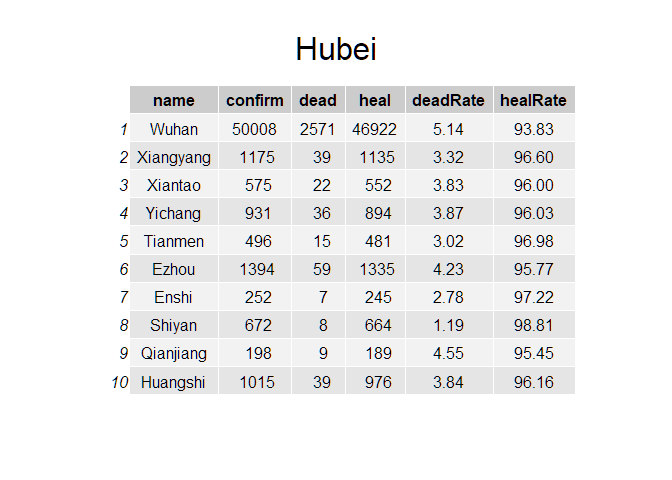 Hubei
name confirm dead heal deadRate healRate
1 Wuhan 50008 2571 46922 5.14 93.83
2 Xiangyang 1175 39 1135 3.32 96.60
3 Xiantao 575 22 552 3.83 96.00
4 Yichang 931 36 894 3.87 96.03
5 Tianmen 496 15 481 3.02 96.98
6 Ezhou 1394 59 1335 4.23 95.77
7 Enshi 252 7 245 2.78 97.22
8 Shiyan 672 8 664 1.19 98.81
9 Qianjiang 198 9 189 4.55 95.45
10 Huangshi 1015 39 976 3.84 96.16